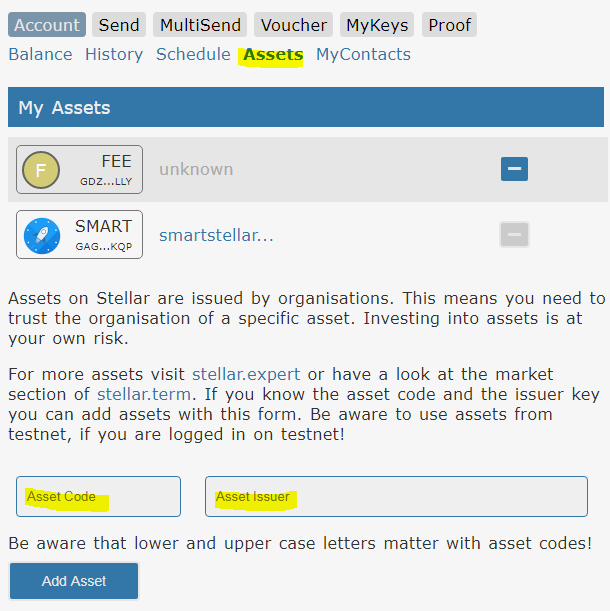 Account Send MultiSend Voucher MyKeys Proof
Balance History Schedule Assets MyContacts
My Assets
F FEE unknown
GDZ...LLY
SMART smartstellar...
GAG...KQP
Assets on Stellar are issued by organisations. This means you need to
trust the organisation of a specific asset. Investing into assets is at
your own risk.
For more assets visit stellar.expert or have a look at the market
section of stellar.term. If you know the asset code and the issuer key
you can add assets with this form. Be aware to use assets from
testnet, if you are logged in on testnet!
Asset Code Asset Issuer
Be aware that lower and upper case letters matter with asset codes!
Add Asset